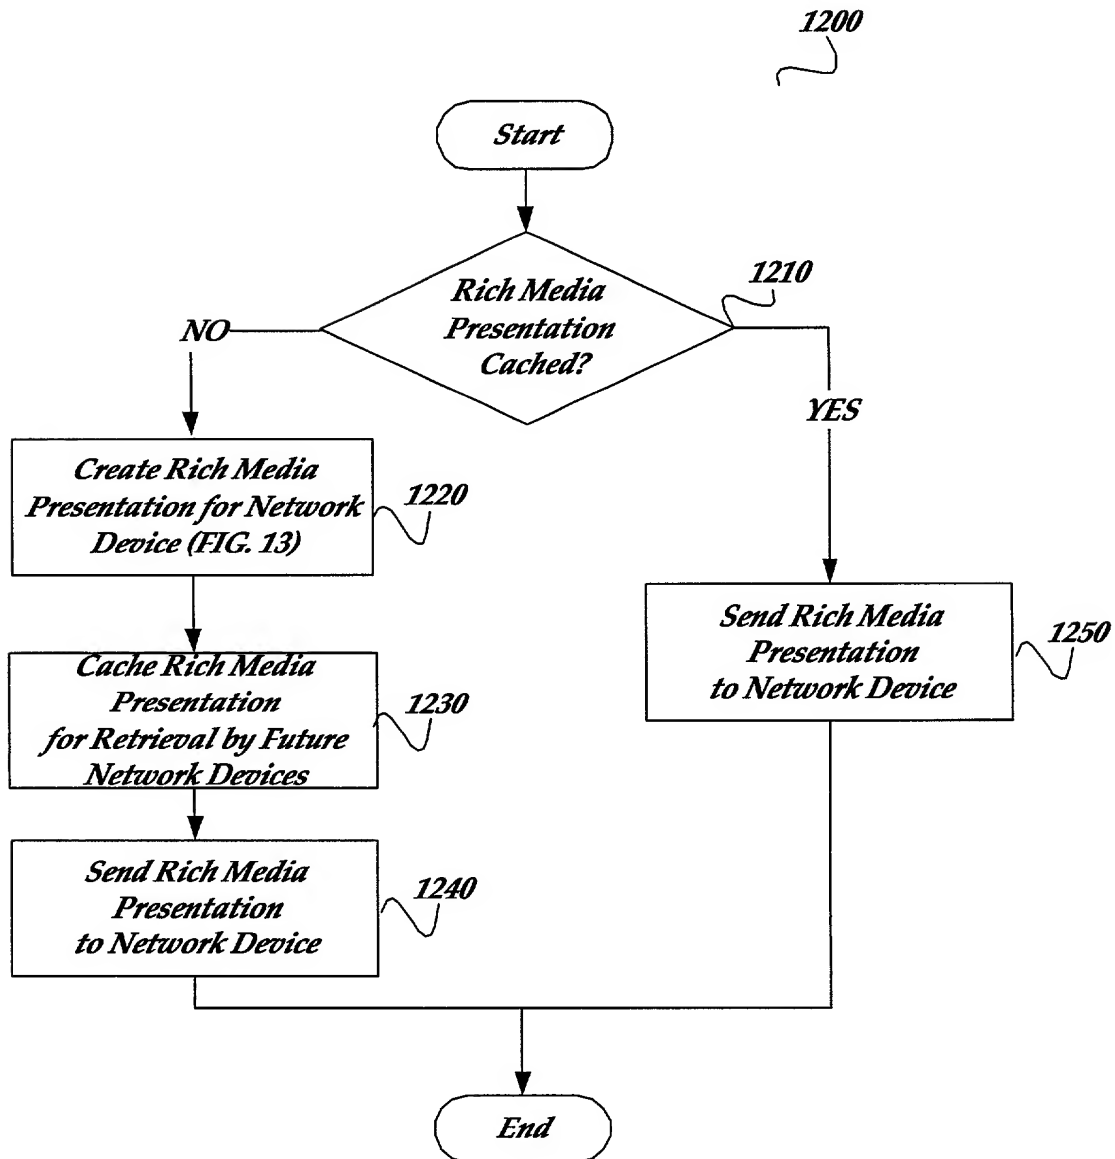 1200
Start
Rich Media
Presentation
Cached?
1210
NO
YES
Create Rich Media
Presentation for Network
Device (FIG. 13)
1220
Cache Rich Media
Presentation
for Retrieval by Future
Network Devices
1230
Send Rich Media
Presentation
to Network Device
1250
Send Rich Media
Presentation
to Network Device
1240
End